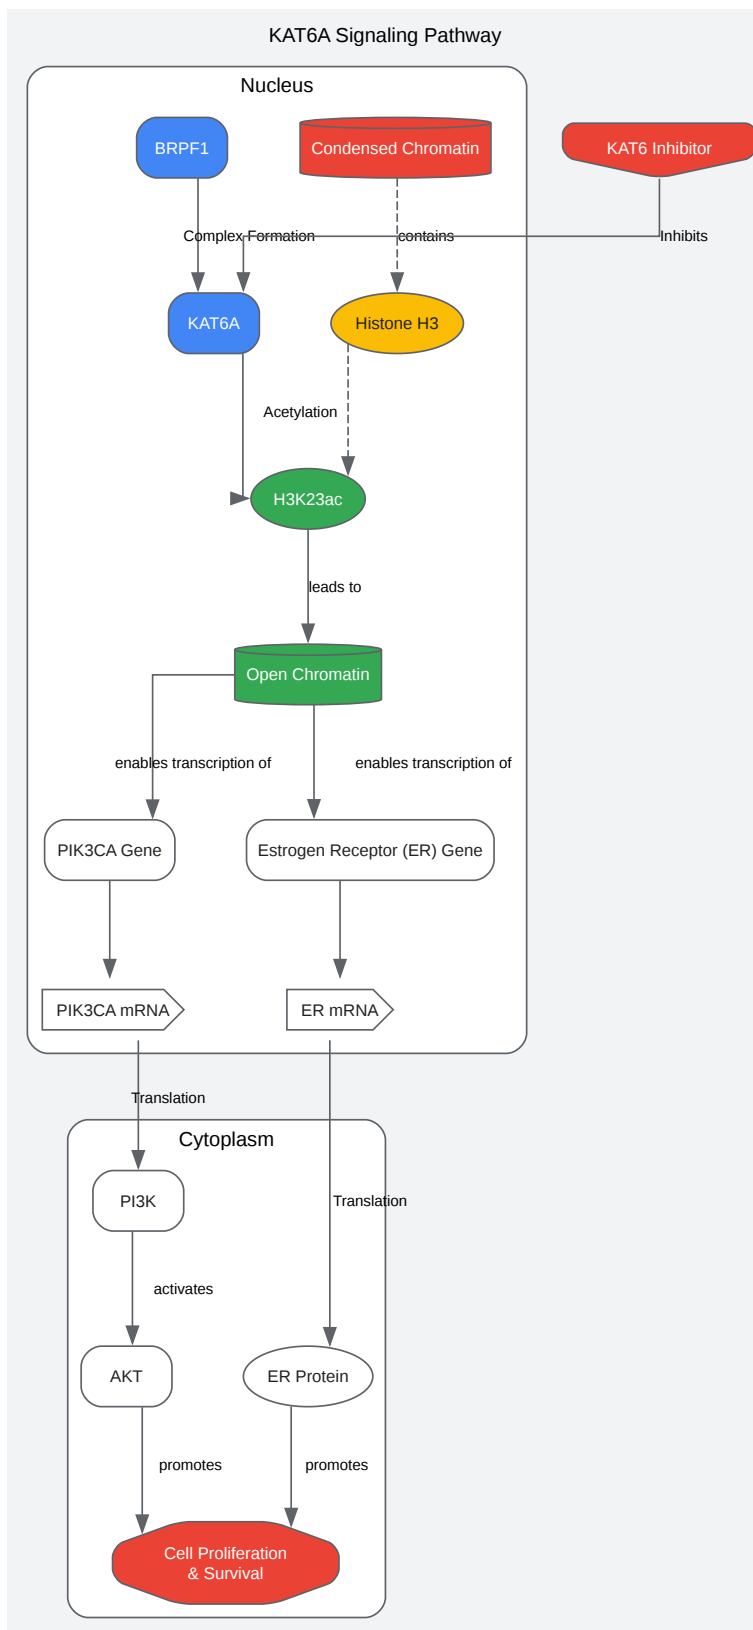 KAT6A Signaling Pathway
Nucleus
BRPF1
Condensed Chromatin
KAT6 Inhibitor
Complex Formation
contains
Inhibits
KAT6A
Histone H3
Acetylation
H3K23ac
leads to
Open Chromatin
enables transcription of
enables transcription of
PIK3CA Gene
Estrogen Receptor (ER) Gene
PIK3CA mRNA
ER mRNA
Translation
Cytoplasm
PI3K
Translation
activates
AKT
ER Protein
promotes
promotes
Cell Proliferation
& Survival